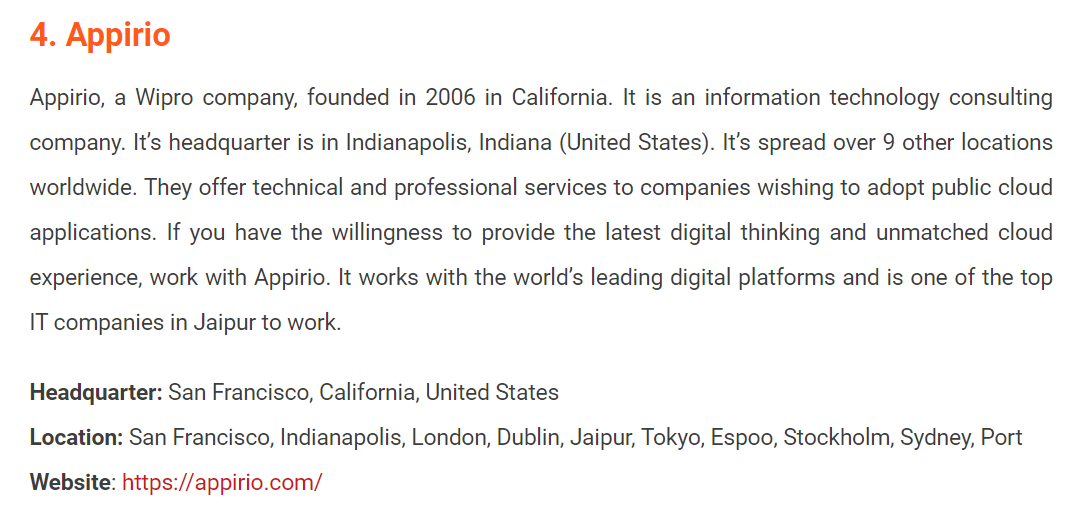 4. Appirio
Appirio, a Wipro company, founded in 2006 in California. It is an information technology consulting
company. It’s headquarter is in Indianapolis, Indiana (United States). It’s spread over 9 other locations
worldwide. They offer technical and professional services to companies wishing to adopt public cloud
applications. If you have the willingness to provide the latest digital thinking and unmatched cloud
experience, work with Appirio. It works with the world’s leading digital platforms and is one of the top
IT companies in Jaipur to work.
Headquarter: San Francisco, California, United States
Location: San Francisco, Indianapolis, London, Dublin, Jaipur, Tokyo, Espoo, Stockholm, Sydney, Port
Website: https://appirio.com/